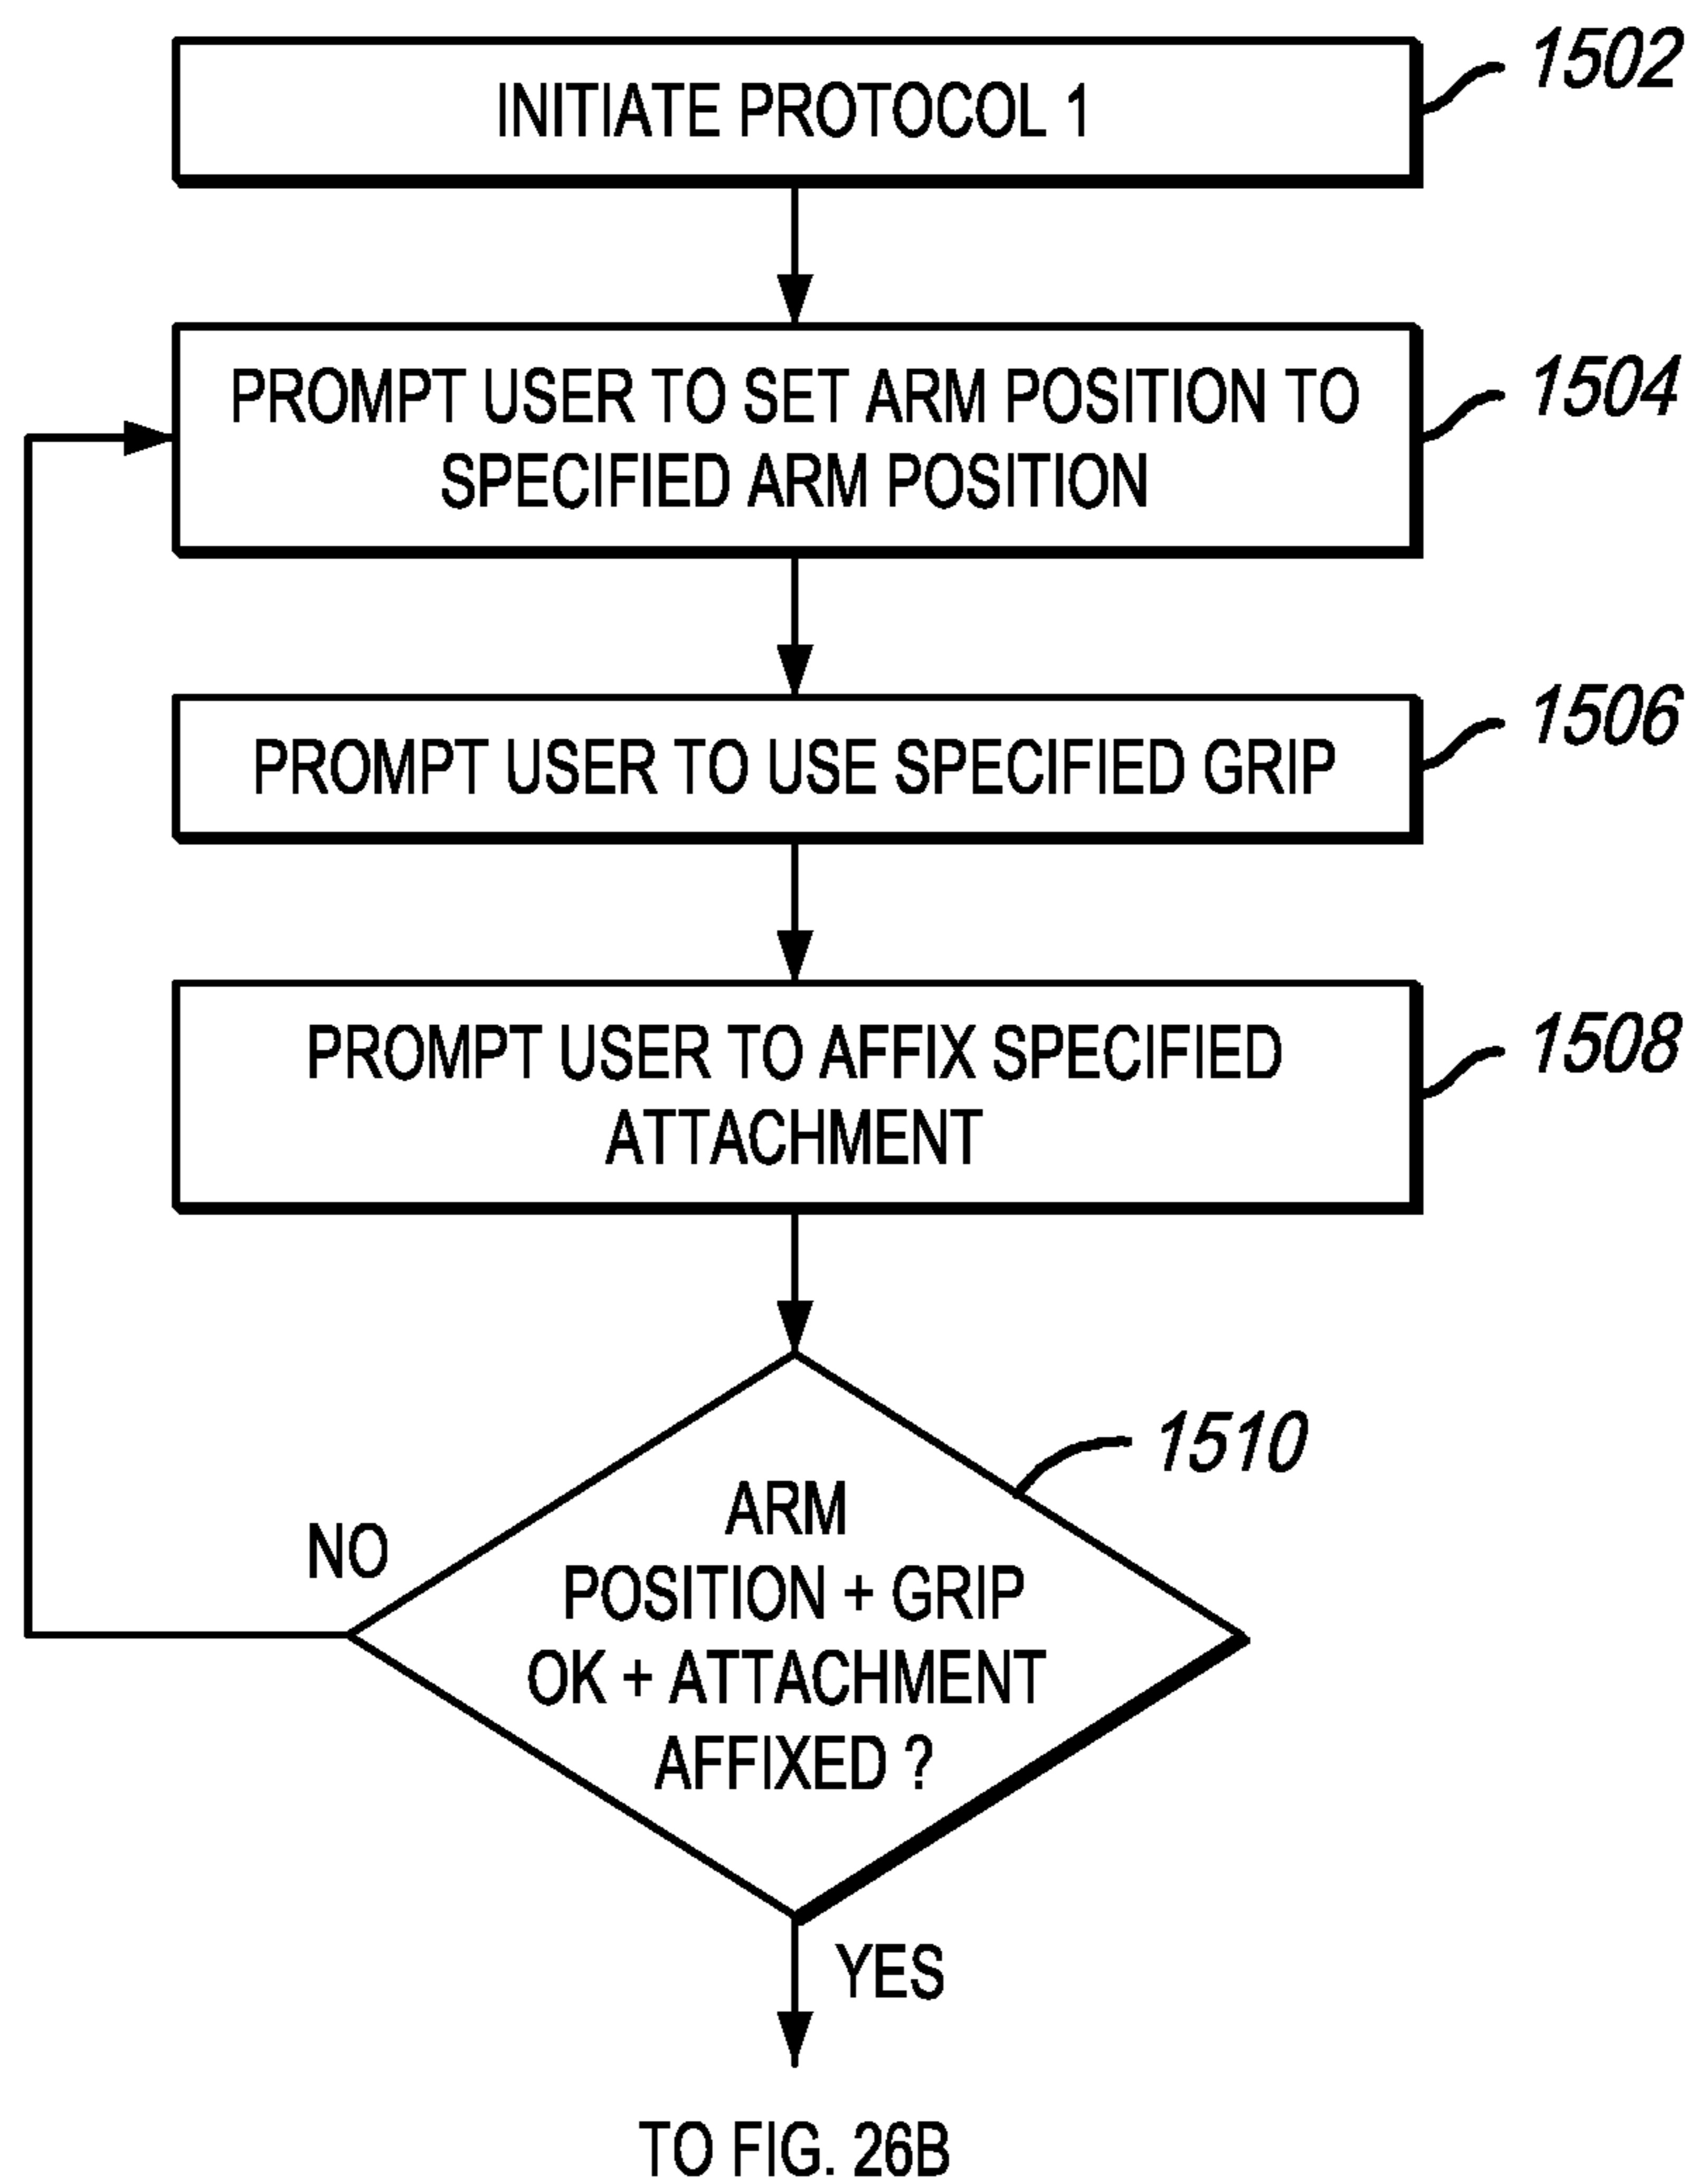 INITIATE PROTOCOL 1
1502
PROMPT USER TO SET ARM POSITION TO
SPECIFIED ARM POSITION
1504
PROMPT USER TO USE SPECIFIED GRIP
1506
PROMPT USER TO AFFIX SPECIFIED
ATTACHMENT
1508
1510
ARM
POSITION + GRIP
OK + ATTACHMENT
AFFIXED ?
NO
YES
TO FIG. 26B